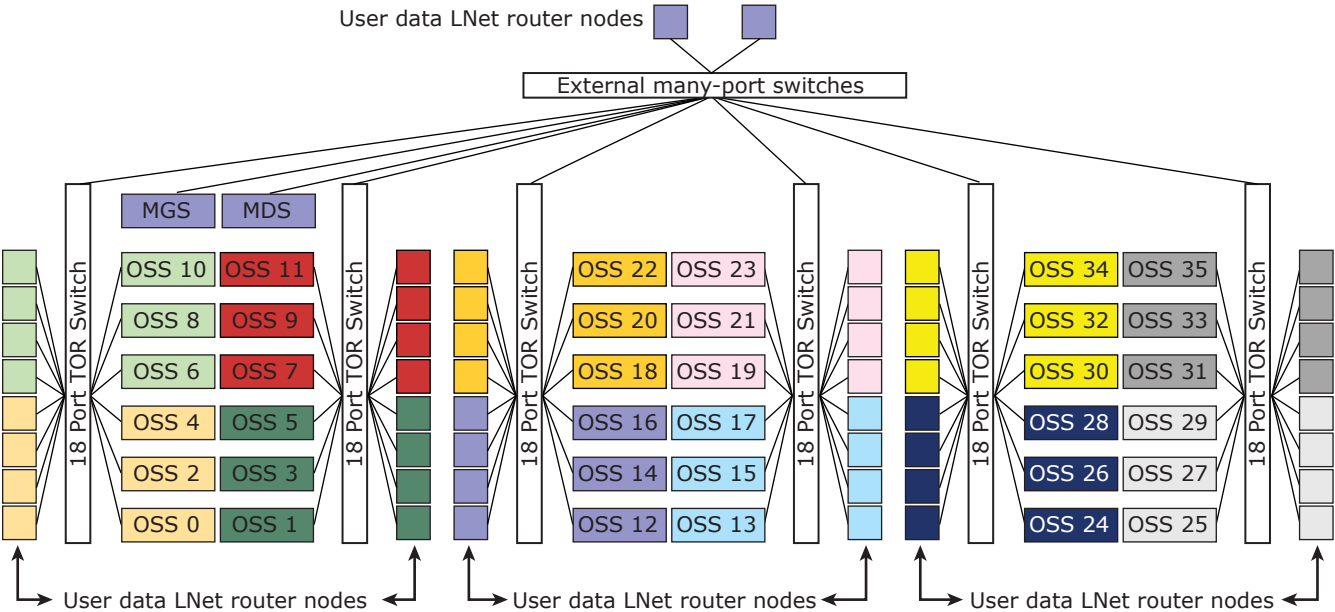 User data LNet router nodes
External many-port switches
18 Port TOR Switch
MGS
MDS
18 Port TOR Switch
18 Port TOR Switch
18 Port TOR Switch
18 Port TOR Switch
18 Port TOR Switch
OSS 10
OSS 11
OSS 22
OSS 23
OSS 34
OSS 35
OSS 8
OSS 9
OSS 20
OSS 21
OSS 32
OSS 33
OSS 6
OSS 7
OSS 18
OSS 19
OSS 30
OSS 31
OSS 4
OSS 5
OSS 16
OSS 17
OSS 28
OSS 29
OSS 2
OSS 3
OSS 14
OSS 15
OSS 26
OSS 27
OSS 0
OSS 1
OSS 12
OSS 13
OSS 24
OSS 25
User data LNet router nodes
User data LNet router nodes
User data LNet router nodes